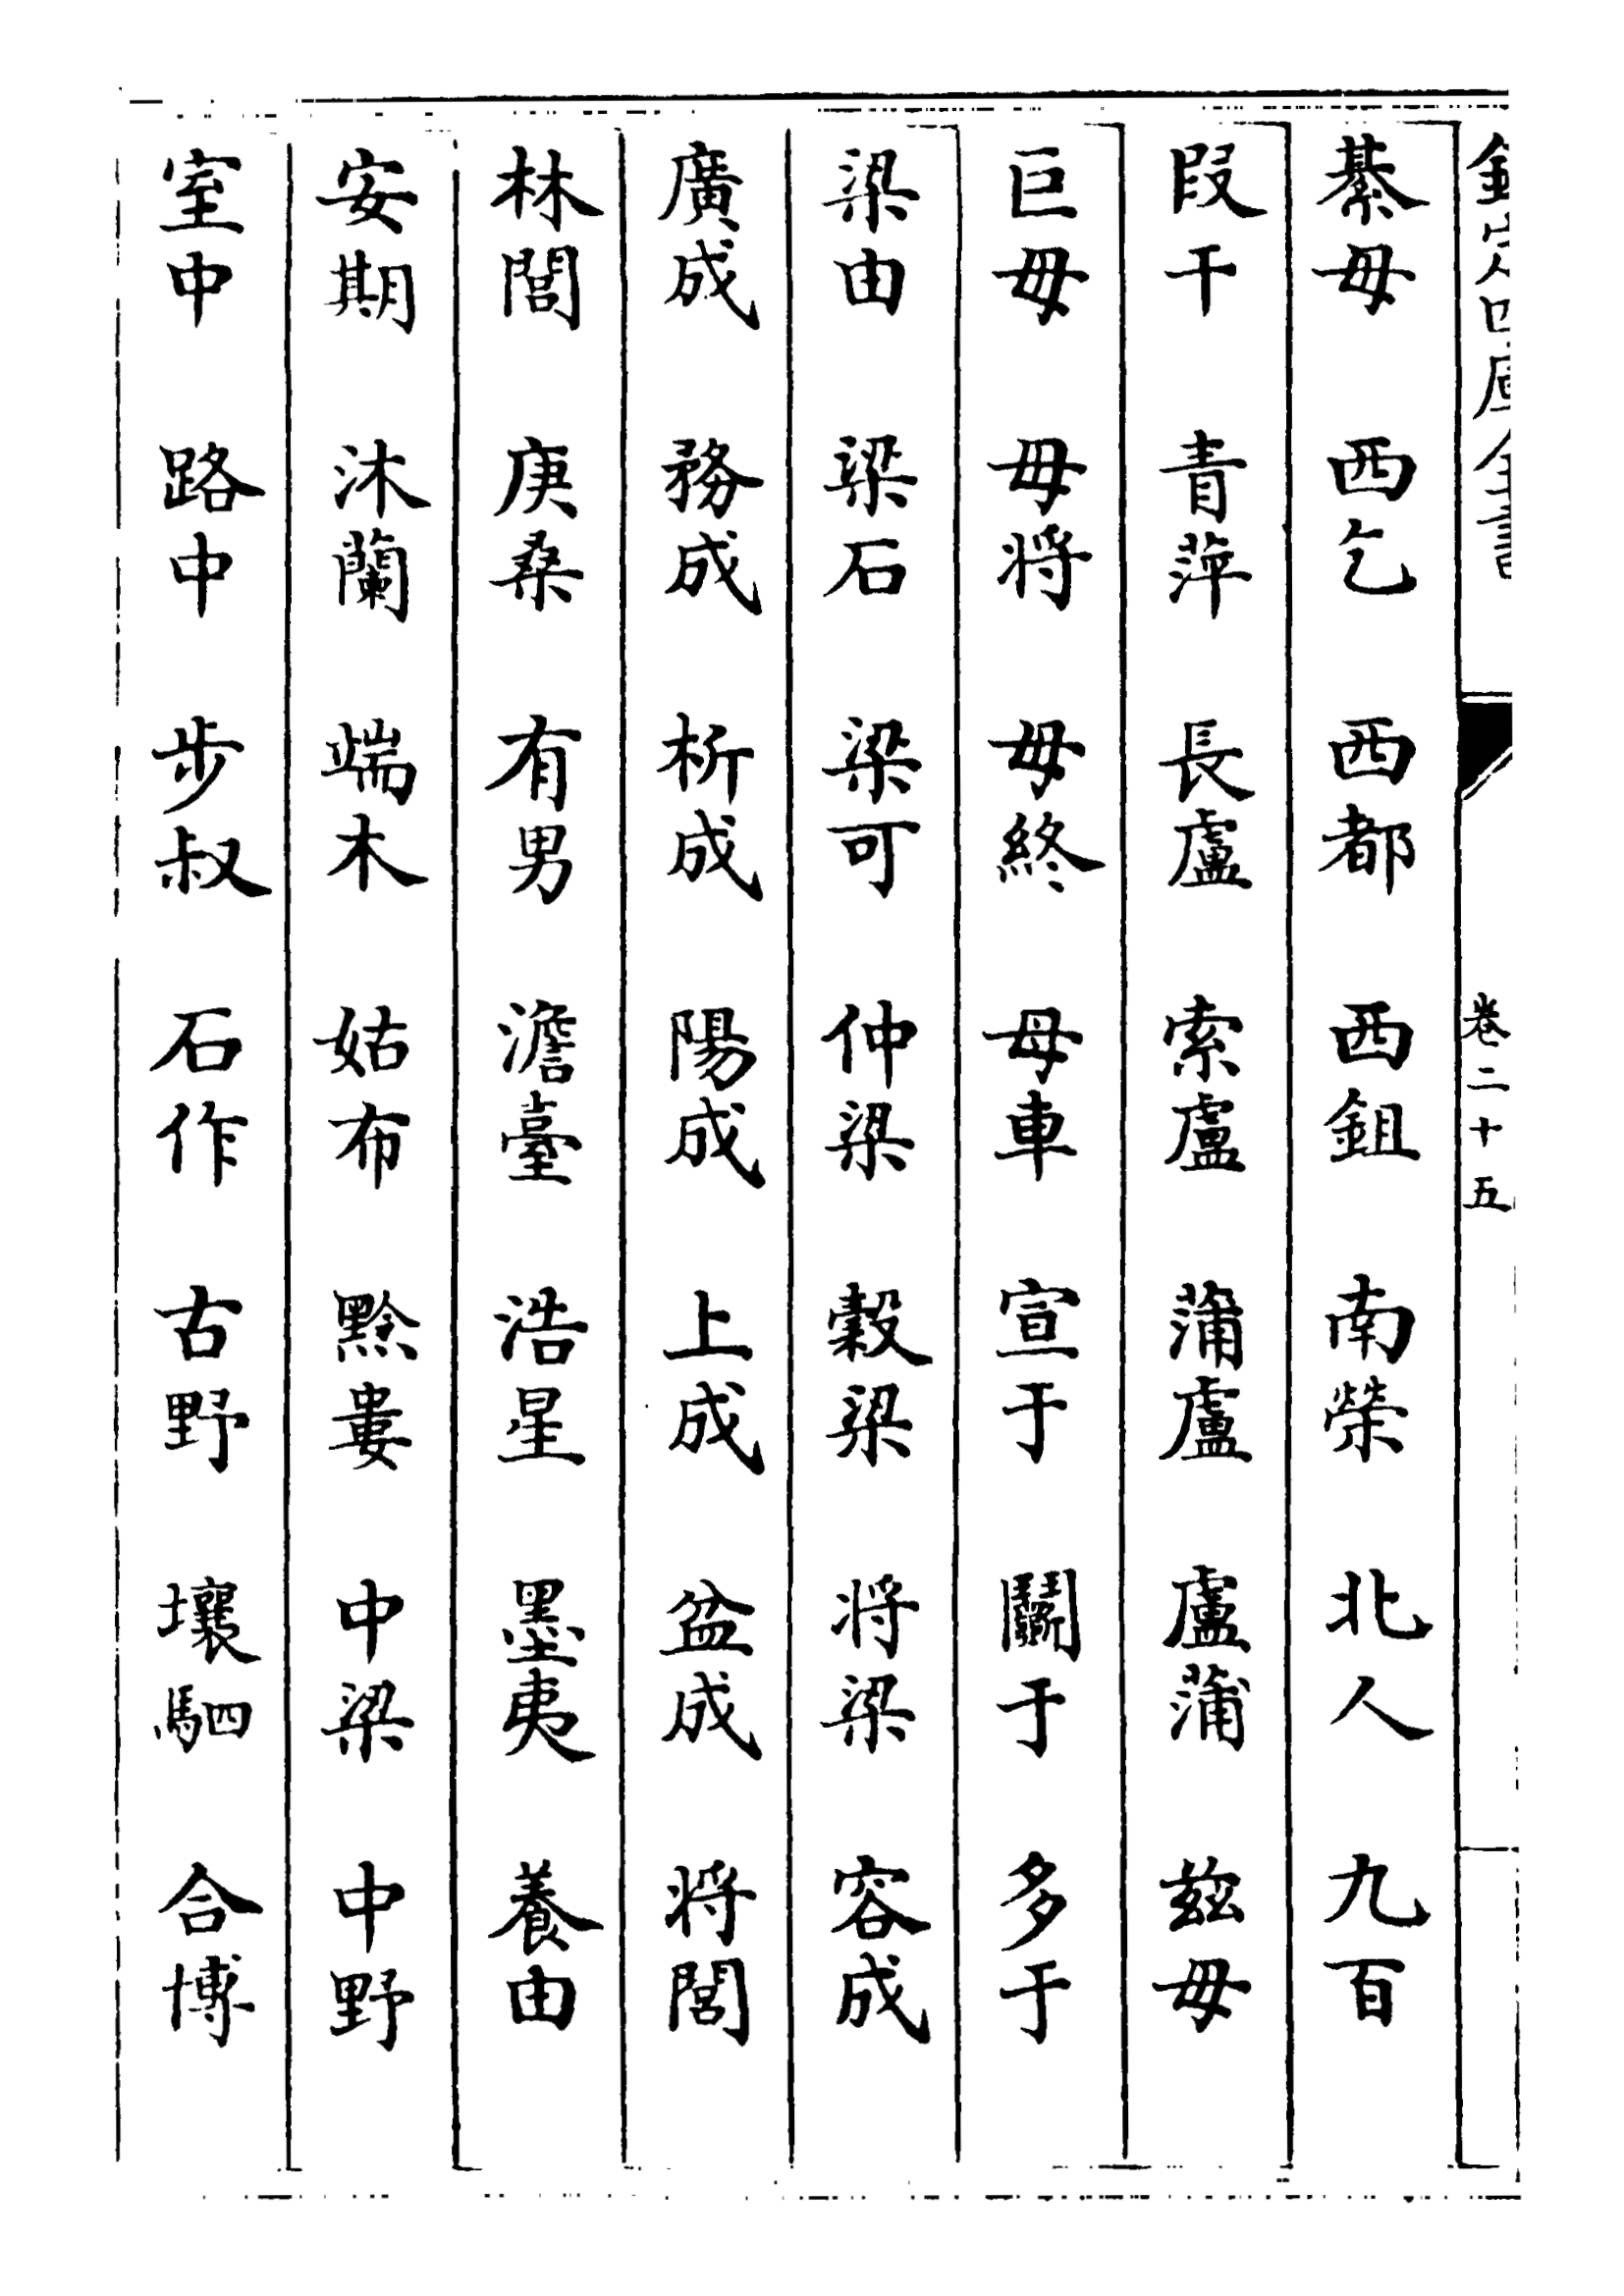 欽定四庫全書
卷二十五
綦毋 西乞 西都 西鉏 南榮 北人 九百
段干 青萍 長盧 索盧 蒲盧 盧蒲 茲毋
巨毋 毋将 毋終 母車 宣于 鬭于 多于
梁由 梁石 梁可 仲梁 穀梁 将梁 容成
廣成 務成 析成 陽成 上成 盆成 将閭
林閭 庚桑 有男 澹臺 浩星 墨夷 養由
安期 沐蘭 端木 姑布 黔婁 中梁 中野
室中 路中 步叔 石作 古野 壤駟 合博